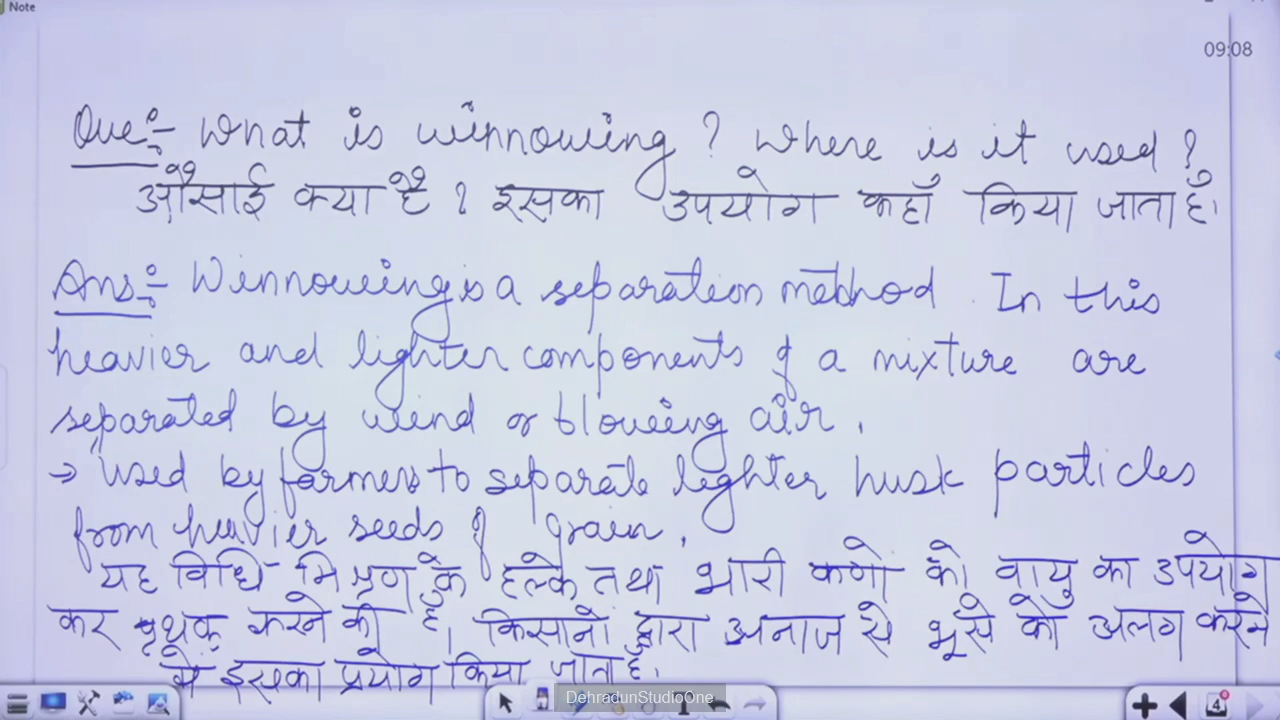 Note
09:08
Que:- What is winnowing ? Where is it used ?
औसाई क्या है ? इसका उपयोग कहाँ किया जाता है।
Ans:- Winnowing is a separation method. In this
heavier and lighter components of a mixture are
separated by wind or blowing air.
→ Used by farmers to separate lighter husk particles
from heavier seeds of grain.
यह विधि मिश्रण के हल्के तथा भारी कणो को वायु का उपयोग
कर पृथक करने की है। किसानो द्वारा अनाज से भूसे को अलग करने
मे इसका प्रयोग किया जाता है।
DehradunStudioOne
4